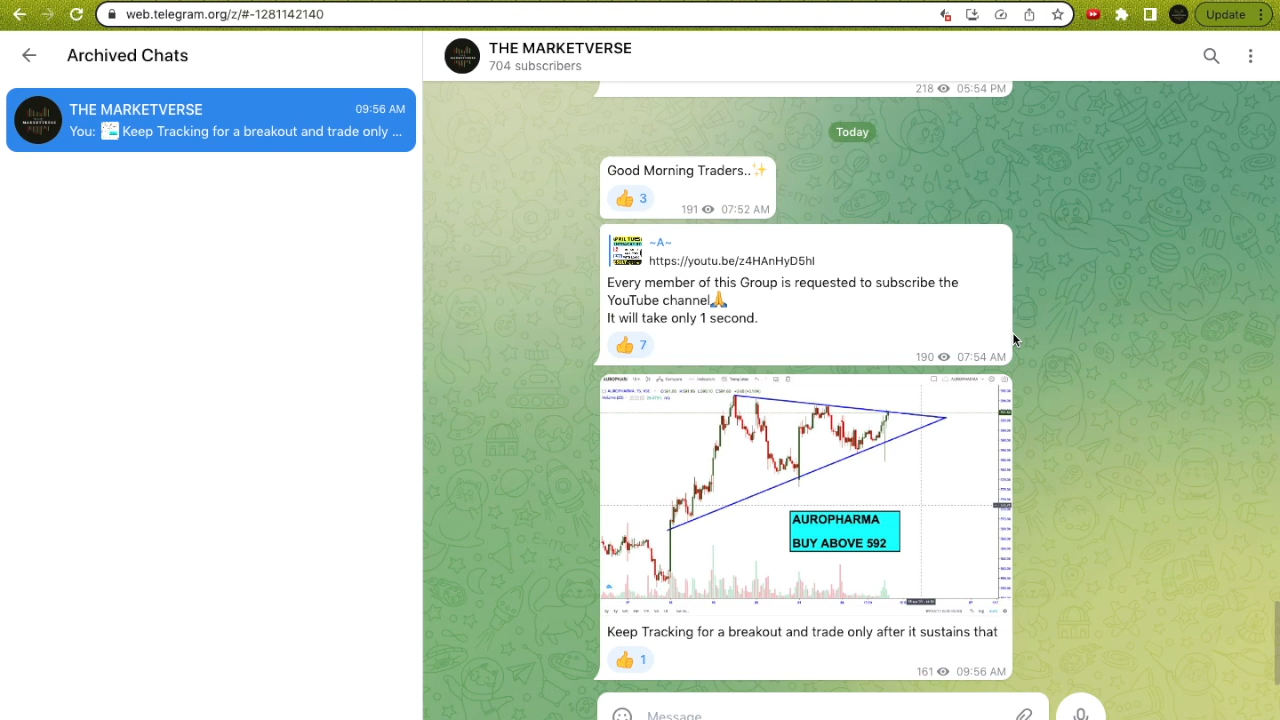 web.telegram.org/z/#-1281142140
Update
Archived Chats
THE MARKETVERSE
704 subscribers
THE MARKETVERSE
09:56 AM
You: Keep Tracking for a breakout and trade only ...
218 05:54 PM
Today
Good Morning Traders..✨
👍 3
191 07:52 AM
~A~
https://youtu.be/z4HAnHyD5hI
Every member of this Group is requested to subscribe the
YouTube channel🙏
It will take only 1 second.
👍 7
190 07:54 AM
AUROPHARMA
BUY ABOVE 592
Keep Tracking for a breakout and trade only after it sustains that
👍 1
161 09:56 AM
Message